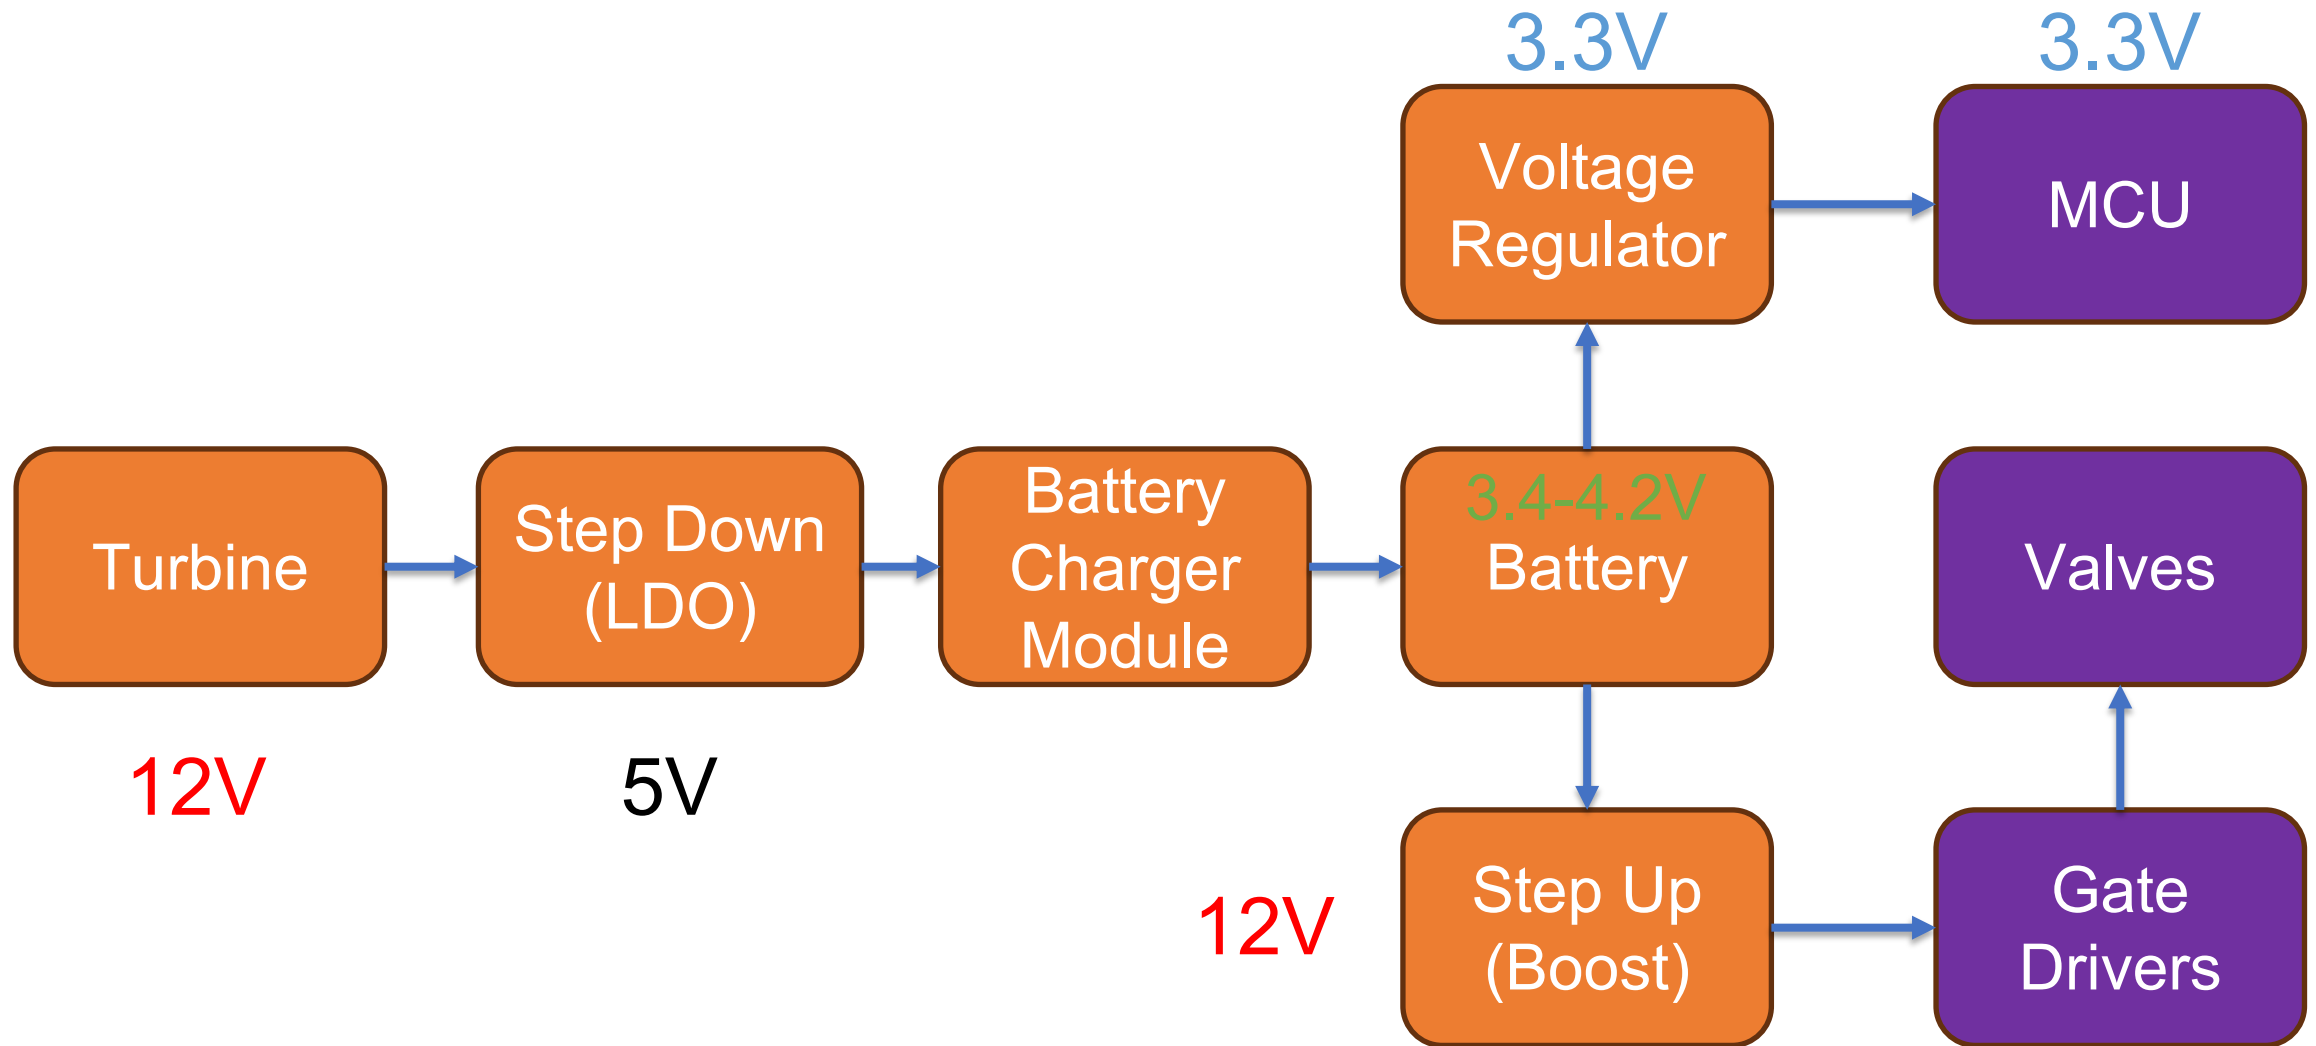 3.3V
3.3V
Voltage
Regulator
MCU
Turbine
Step Down
(LDO)
Battery
Charger
Module
3.4-4.2V
Battery
Valves
12V
5V
12V
Step Up
(Boost)
Gate
Drivers